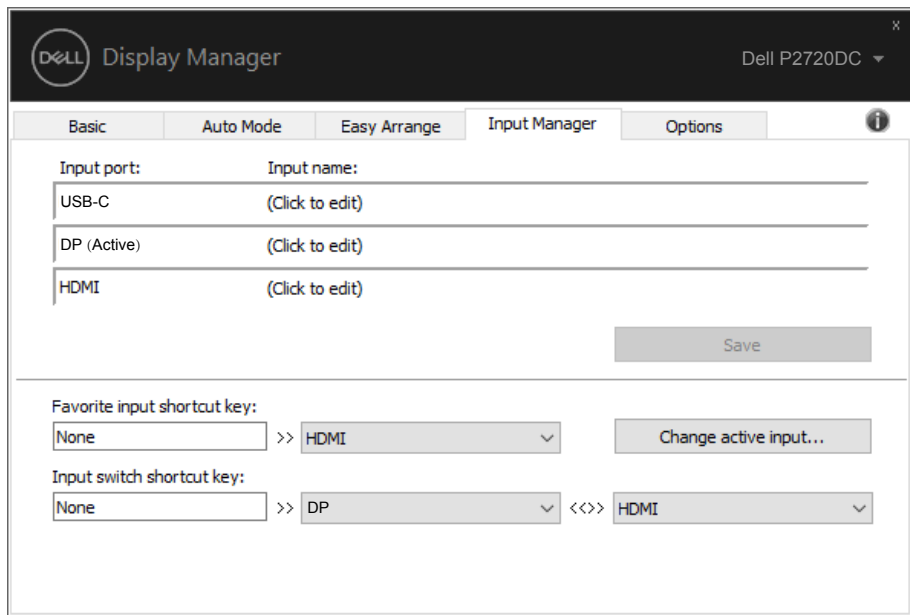 x
DELL Display Manager Dell P2720DC
Basic Auto Mode Easy Arrange Input Manager Options i
Input port: Input name:
USB-C (Click to edit)
DP (Active) (Click to edit)
HDMI (Click to edit)
Save
Favorite input shortcut key:
None >> HDMI Change active input...
Input switch shortcut key:
None >> DP <<>> HDMI